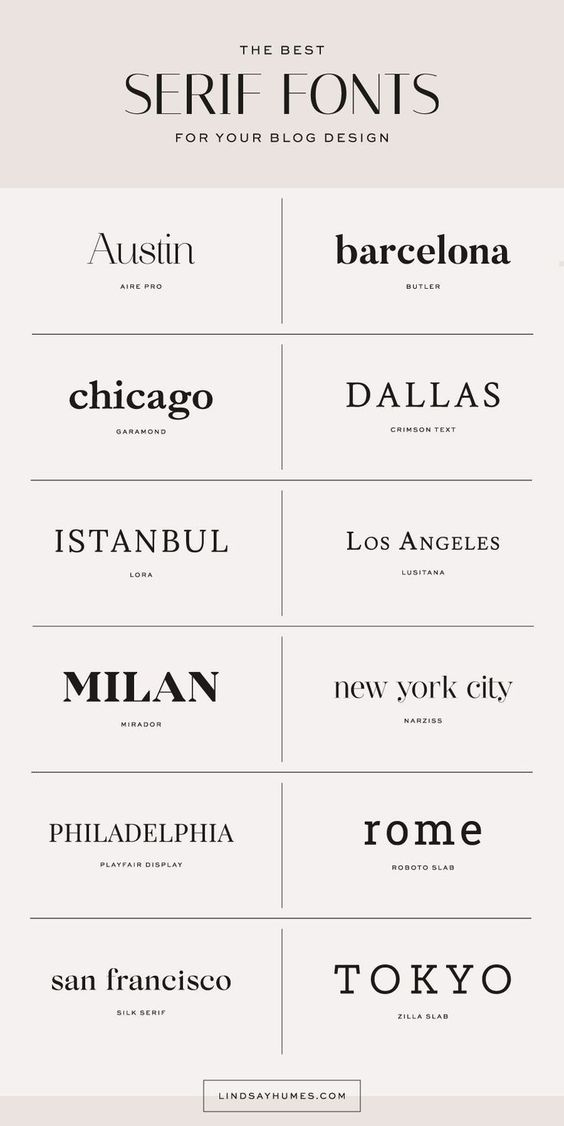 THE BEST
SERIF FONTS
FOR YOUR BLOG DESIGN
Austin
AIRE PRO
barcelona
BUTLER
chicago
GARAMOND
DALLAS
CRIMSON TEXT
ISTANBUL
LORA
Los Angeles
LUSITANA
MILAN
MIRADOR
new york city
NARZISS
PHILADELPHIA
PLAYFAIR DISPLAY
rome
ROBOTO SLAB
san francisco
SILK SERIF
TOKYO
ZILLA SLAB
LINDSAYHUMES.COM